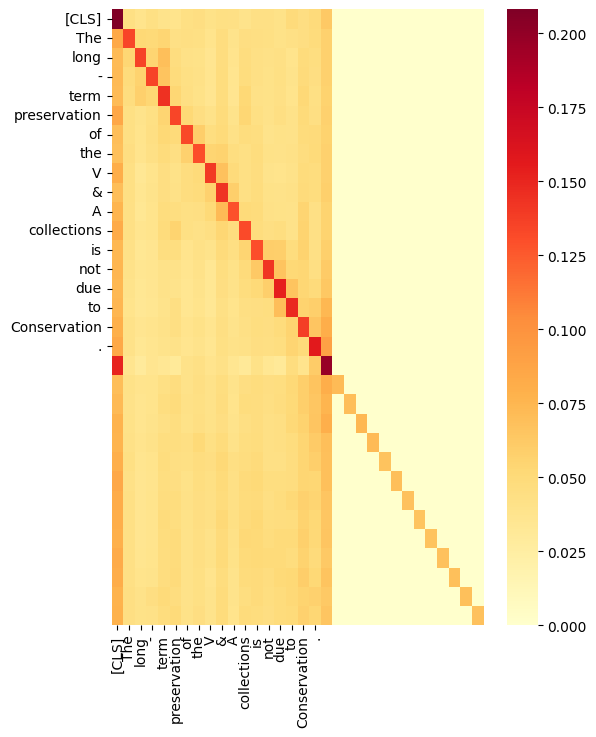 [CLS]
The
long
-
term
preservation
of
the
V
&
A
collections
is
not
due
to
Conservation
.
0.200
0.175
0.150
0.125
0.100
0.075
0.050
0.025
0.000
[CLS]
The
long
-
term
preservation
of
the
V
&
A
collections
is
not
due
to
Conservation
.